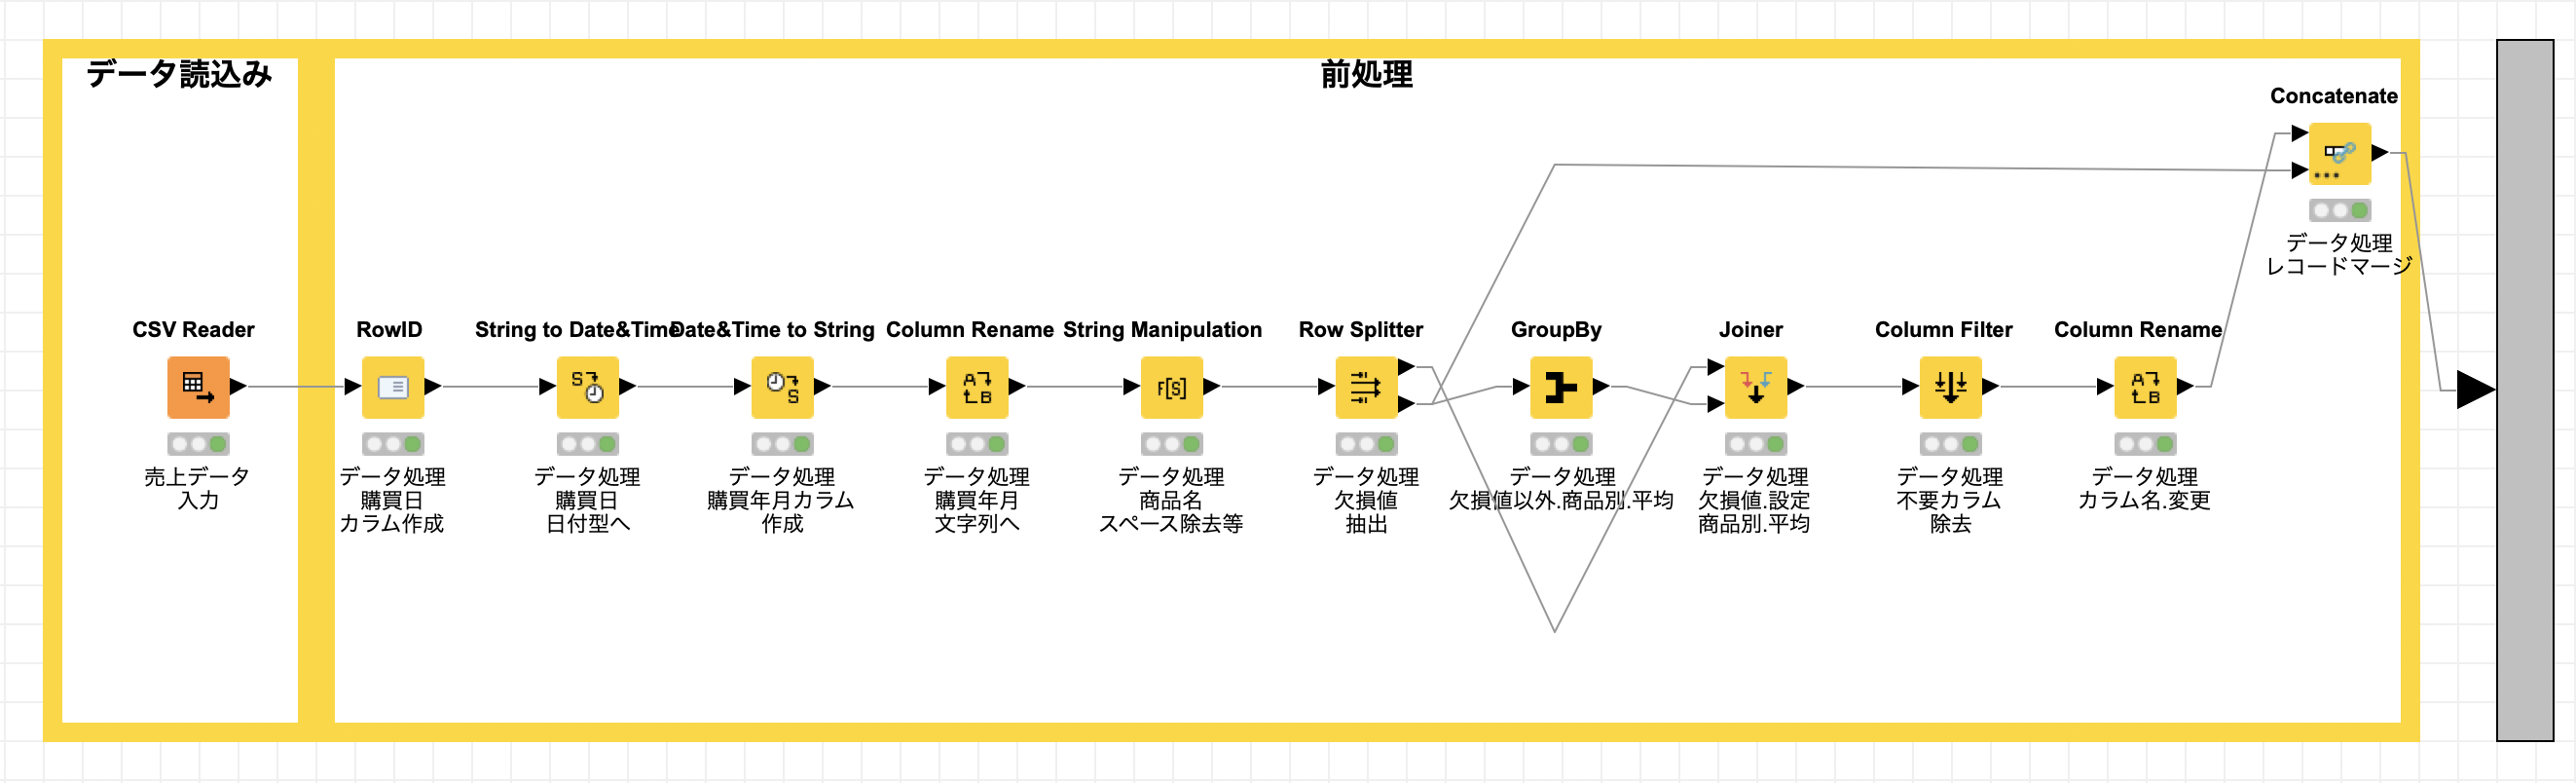 データ読込み
前処理
Concatenate
データ処理
レコードマージ
CSV Reader
売上データ
入力
RowID
データ処理
購買日
カラム作成
String to Date&Time
データ処理
購買日
日付型へ
Date&Time to String
データ処理
購買年月カラム
作成
Column Rename
データ処理
購買年月
文字列へ
String Manipulation
データ処理
商品名
スペース除去等
Row Splitter
データ処理
欠損値
抽出
GroupBy
データ処理
欠損値以外.商品別.平均
Joiner
データ処理
欠損値.設定
商品別.平均
Column Filter
データ処理
不要カラム
除去
Column Rename
データ処理
カラム名.変更